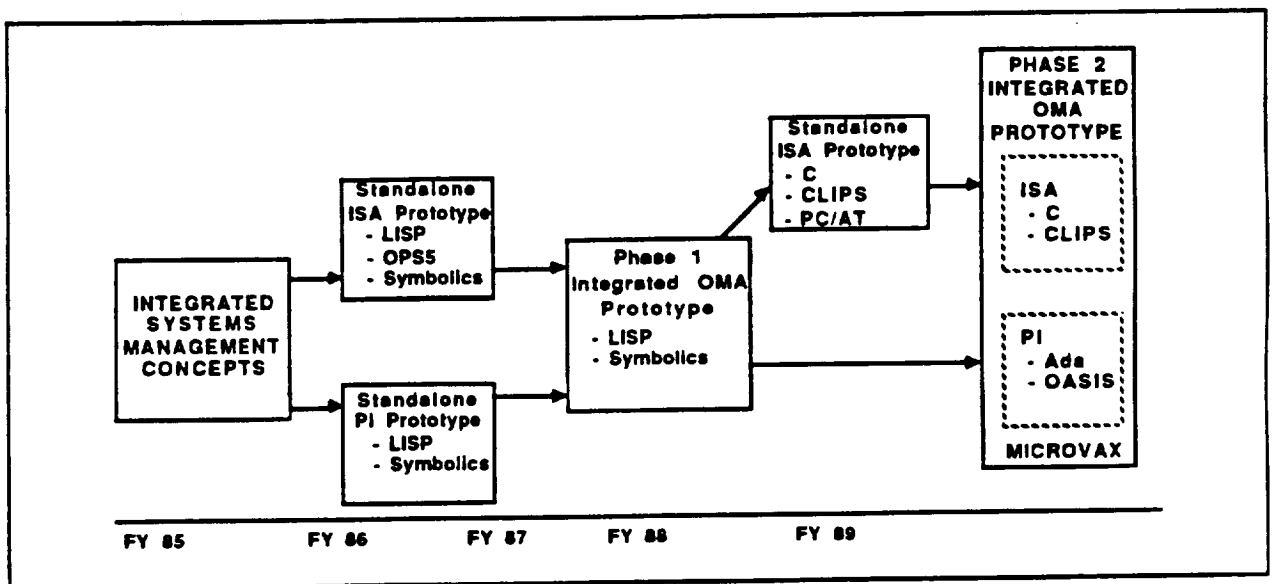 INTEGRATED
SYSTEMS
MANAGEMENT
CONCEPTS
Standalone
ISA Prototype
- LISP
- OPS5
- Symbolics
Standalone
PI Prototype
- LISP
- Symbolics
Phase 1
Integrated OMA
Prototype
- LISP
- Symbolics
Standalone
ISA Prototype
- C
- CLIPS
- PC/AT
PHASE 2
INTEGRATED
OMA
PROTOTYPE
ISA
- C
- CLIPS
PI
- Ada
- OASIS
MICROVAX
FY 85 FY 86 FY 87 FY 88 FY 89